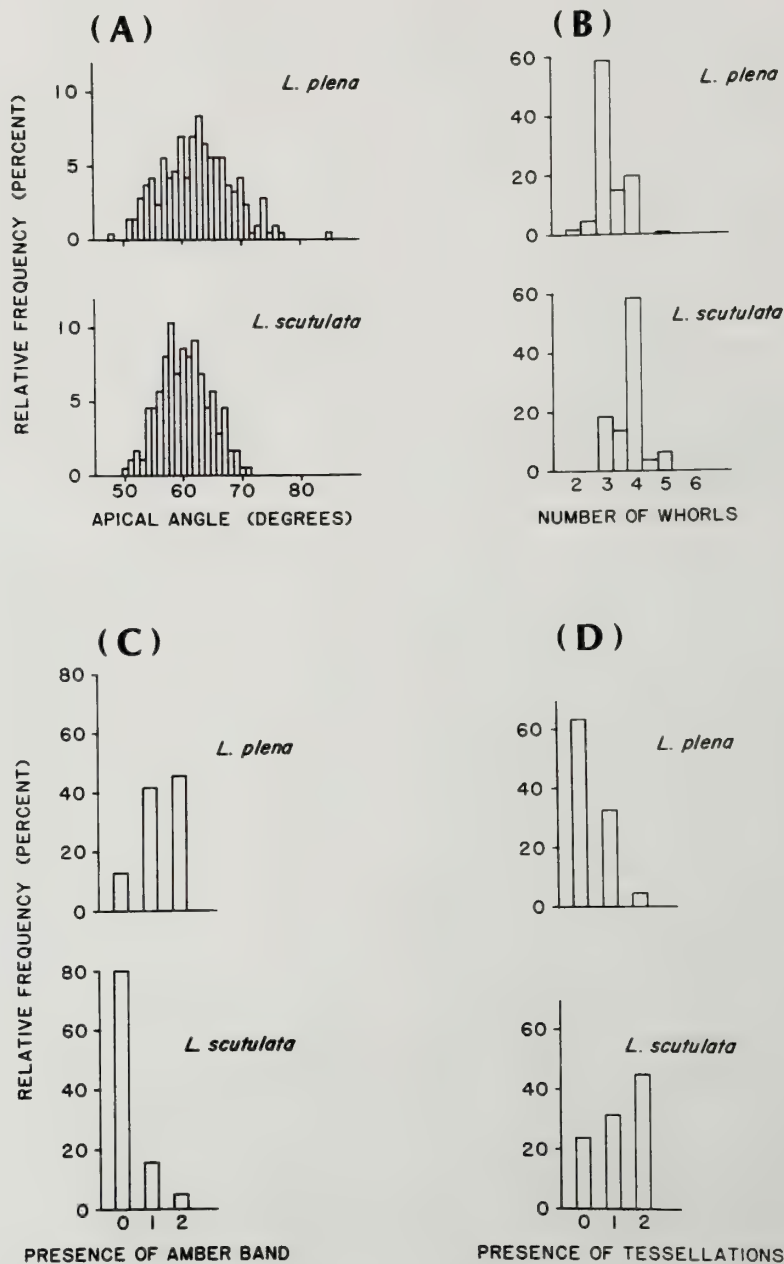 (A)
L. plena
10
5
0
L. scutulata
10
5
0
50 60 70 80
APICAL ANGLE (DEGREES)
RELATIVE FREQUENCY (PERCENT)
(B)
60
L. plena
40
20
0
60
L. scutulata
40
20
0
2 3 4 5 6
NUMBER OF WHORLS
(C)
80
60
L. plena
40
20
0
80
L. scutulata
60
40
20
0
0 1 2
PRESENCE OF AMBER BAND
RELATIVE FREQUENCY (PERCENT)
(D)
60
L. plena
40
20
0
60
L. scutulata
40
20
0
0 1 2
PRESENCE OF TESSELLATIONS